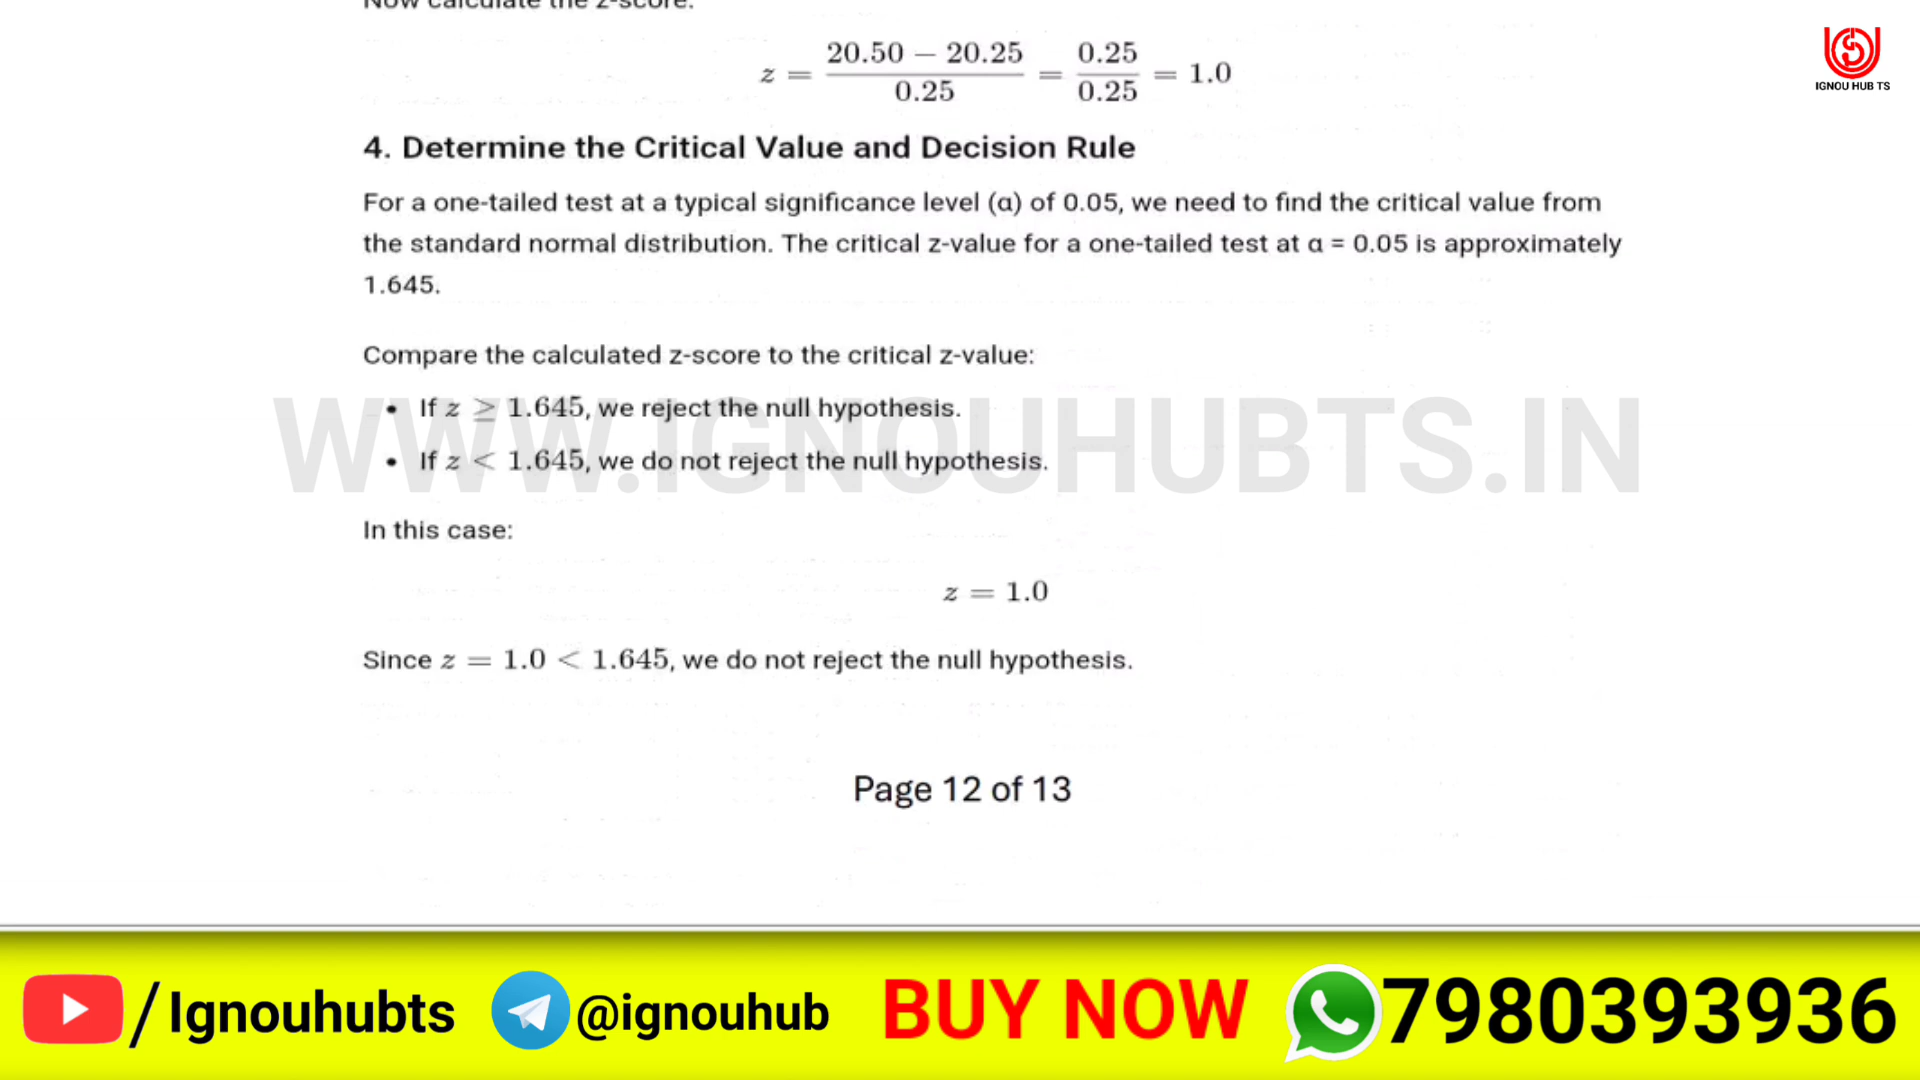 Now calculate the z-score:
IGNOU HUB TS
z = 20.50 − 20.25 / 0.25 = 0.25 / 0.25 = 1.0
4. Determine the Critical Value and Decision Rule
For a one-tailed test at a typical significance level (α) of 0.05, we need to find the critical value from
the standard normal distribution. The critical z-value for a one-tailed test at α = 0.05 is approximately
1.645.
Compare the calculated z-score to the critical z-value:
• If z ≥ 1.645, we reject the null hypothesis.
WWW.IGNOUHUBTS.IN
• If z < 1.645, we do not reject the null hypothesis.
In this case:
z = 1.0
Since z = 1.0 < 1.645, we do not reject the null hypothesis.
Page 12 of 13
/Ignouhubts @ignouhub BUY NOW 7980393936